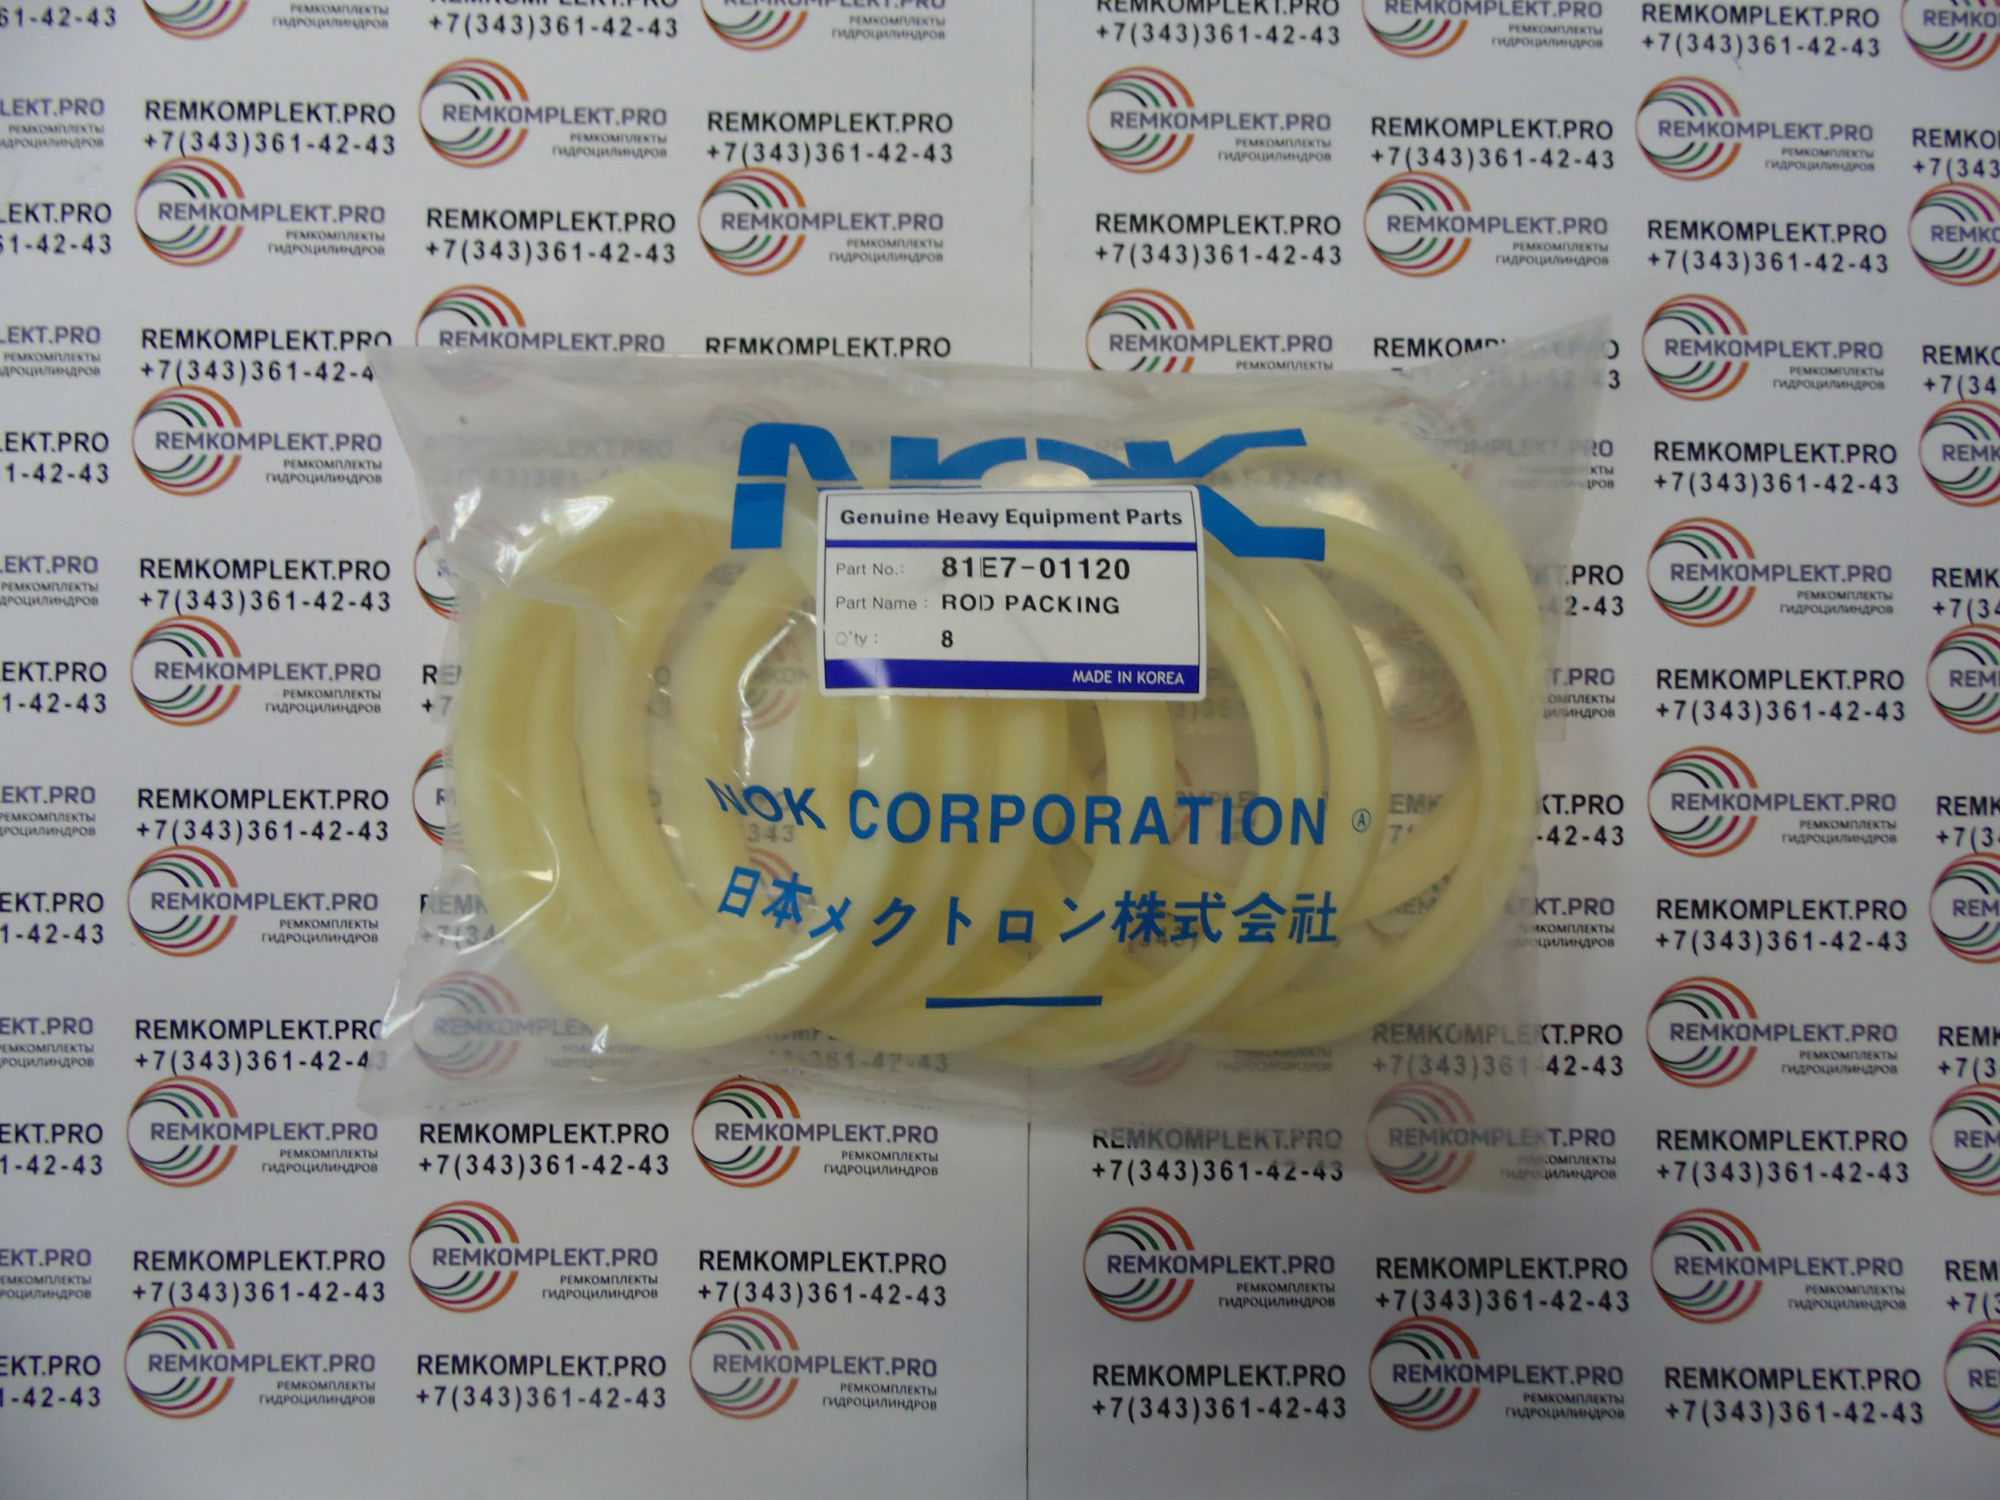 NOK
Genuine Heavy Equipment Parts
Part No.: 81E7-01120
Part Name : ROD PACKING
Q'ty : 8
MADE IN KOREA
NOK CORPORATION Ⓐ
日本メクトロン株式会社
REMKOMPLEKT.PRO
+7(343)361-42-43
REMKOMPLEKT.PRO
РЕМКОМПЛЕКТЫ
ГИДРОЦИЛИНДРОВ